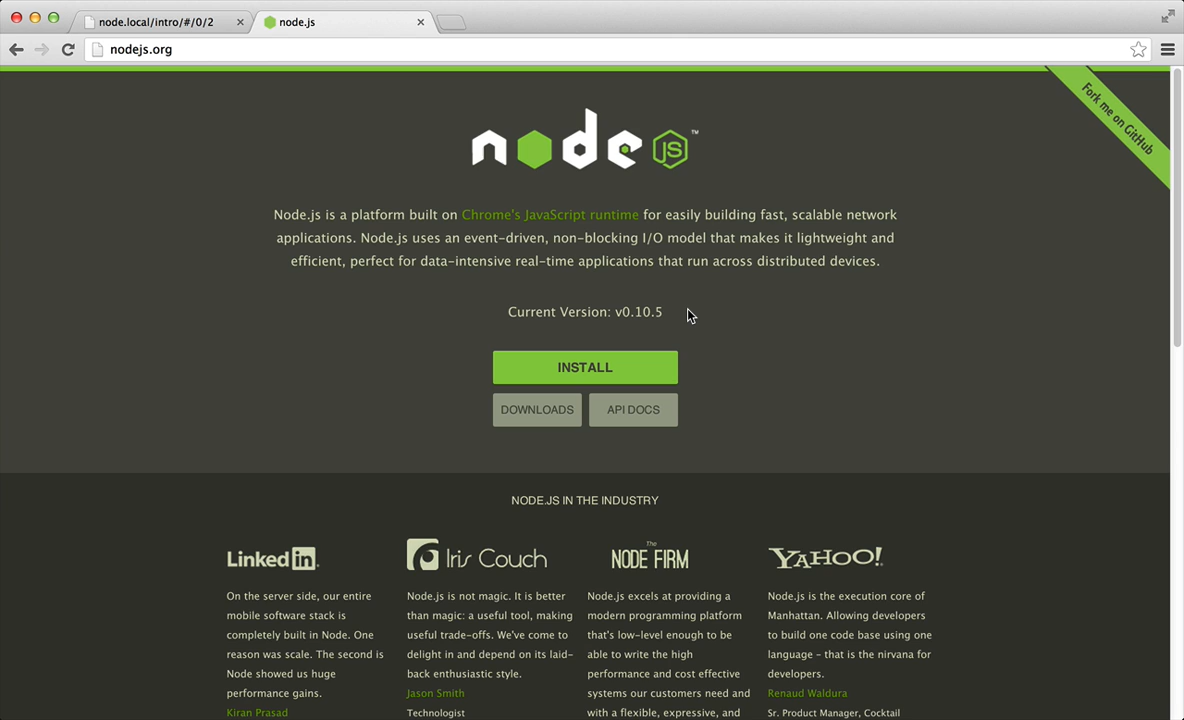 node.local/intro/#/0/2
node.js
nodejs.org
Fork me on GitHub
node JS ™
Node.js is a platform built on Chrome's JavaScript runtime for easily building fast, scalable network
applications. Node.js uses an event-driven, non-blocking I/O model that makes it lightweight and
efficient, perfect for data-intensive real-time applications that run across distributed devices.
Current Version: v0.10.5
INSTALL
DOWNLOADS
API DOCS
NODE.JS IN THE INDUSTRY
Linked in
On the server side, our entire
mobile software stack is
completely built in Node. One
reason was scale. The second is
Node showed us huge
performance gains.
Kiran Prasad
Iris Couch
Node.js is not magic. It is better
than magic: a useful tool, making
useful trade-offs. We've come to
delight in and depend on its laid-
back enthusiastic style.
Jason Smith
Technologist
The
NODE FIRM
Node.js excels at providing a
modern programming platform
that's low-level enough to be
able to write the high
performance and cost effective
systems our customers need and
with a flexible, expressive, and
YAHOO!
Node.js is the execution core of
Manhattan. Allowing developers
to build one code base using one
language – that is the nirvana for
developers.
Renaud Waldura
Sr. Product Manager, Cocktail